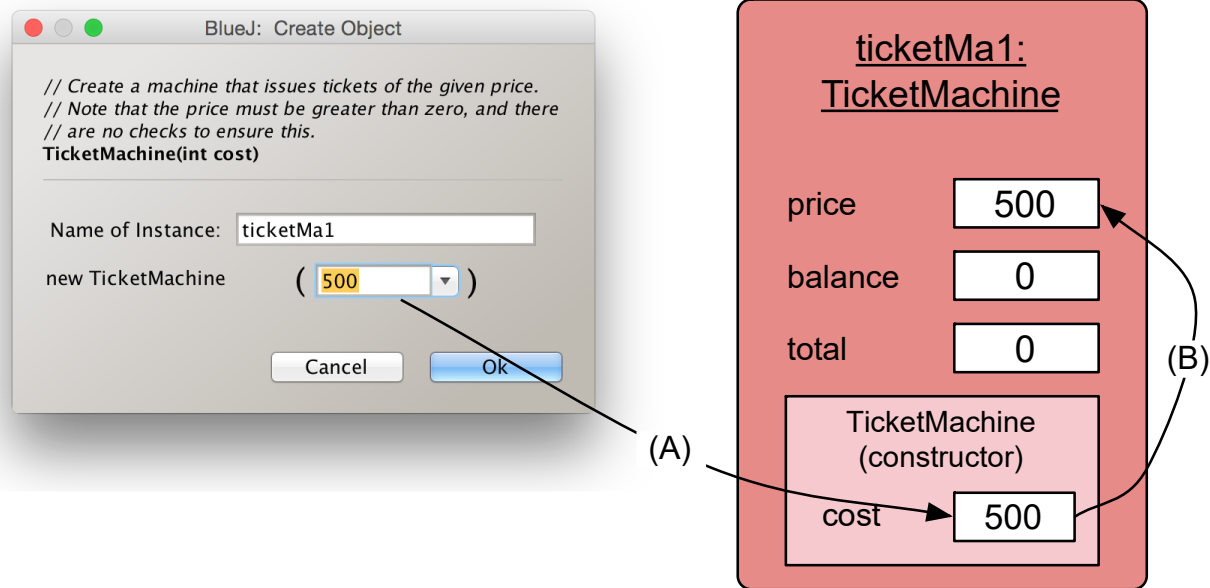 BlueJ: Create Object
// Create a machine that issues tickets of the given price.
// Note that the price must be greater than zero, and there
// are no checks to ensure this.
TicketMachine(int cost)
Name of Instance: ticketMa1
new TicketMachine ( 500 )
Cancel Ok
(A)
ticketMa1:
TicketMachine
price 500
balance 0
total 0
(B)
TicketMachine
(constructor)
cost 500